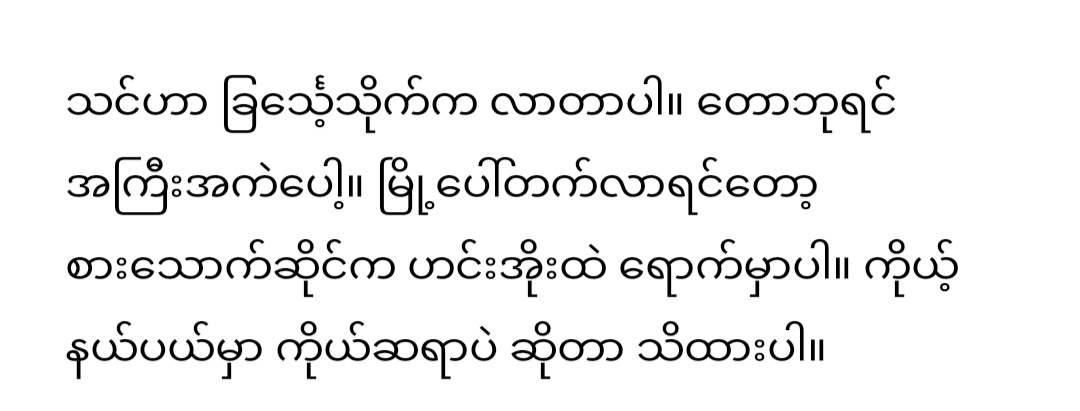 သင်ဟာ ခြင်္သေ့သိုက်က လာတာပါ။ တောဘုရင်
အကြီးအကဲပေါ့။ မြို့ပေါ်တက်လာရင်တော့
စားသောက်ဆိုင်က ဟင်းအိုးထဲ ရောက်မှာပါ။ ကိုယ့်
နယ်ပယ်မှာ ကိုယ်ဆရာပဲ ဆိုတာ သိထားပါ။